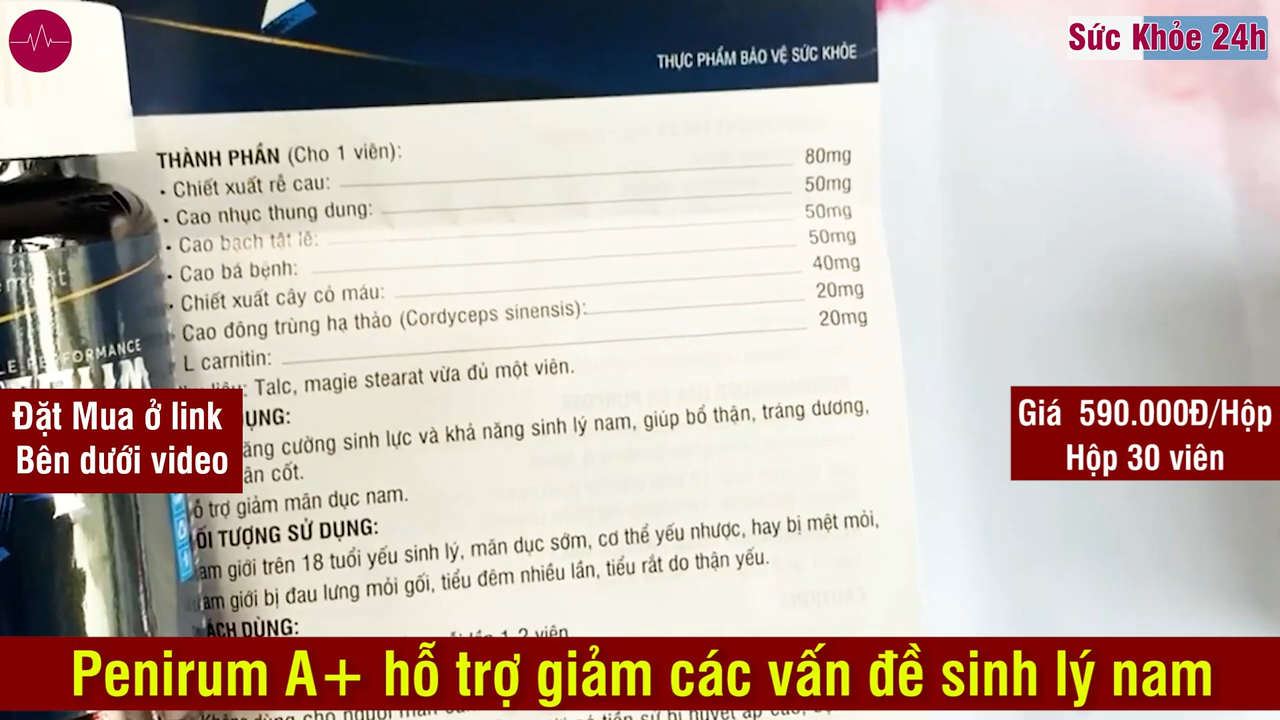 Sức Khỏe 24h
THỰC PHẨM BẢO VỆ SỨC KHỎE
THÀNH PHẦN (Cho 1 viên):
• Chiết xuất rễ cau: 80mg
• Cao nhục thung dung: 50mg
• Cao bạch tật lê: 50mg
• Cao bá bệnh: 50mg
• Chiết xuất cây cỏ máu: 40mg
Cao đông trùng hạ thảo (Cordyceps sinensis): 20mg
L carnitin: 20mg
Talc, magie stearat vừa đủ một viên.
DỤNG:
ăng cường sinh lực và khả năng sinh lý nam, giúp bổ thận, tráng dương,
ân cốt.
ỗ trợ giảm mãn dục nam.
ỐI TƯỢNG SỬ DỤNG:
am giới trên 18 tuổi yếu sinh lý, mãn dục sớm, cơ thể yếu nhược, hay bị mệt mỏi,
am giới bị đau lưng mỏi gối, tiểu đêm nhiều lần, tiểu rắt do thận yếu.
ÁCH DÙNG:
1-2 viên
PERFORMANCE
Đặt Mua ở link
Bên dưới video
Giá 590.000Đ/Hộp
Hộp 30 viên
Penirum A+ hỗ trợ giảm các vấn đề sinh lý nam